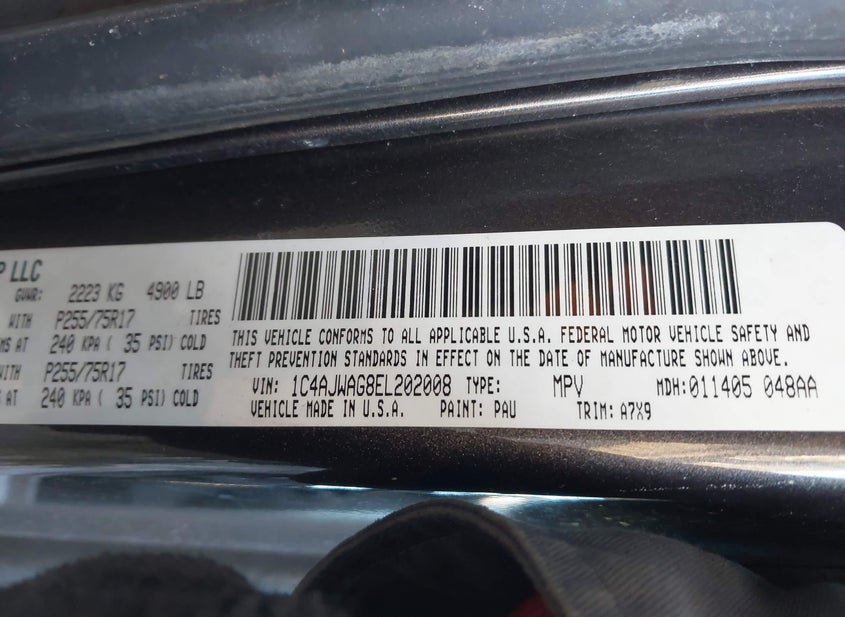 P LLC
GVWR: 2223 KG 4900 LB
WITH P255/75R17 TIRES
MS AT 240 KPA ( 35 PSI) COLD
WITH P255/75R17 TIRES
S AT 240 KPA ( 35 PSI) COLD
THIS VEHICLE CONFORMS TO ALL APPLICABLE U.S.A. FEDERAL MOTOR VEHICLE SAFETY AND
THEFT PREVENTION STANDARDS IN EFFECT ON THE DATE OF MANUFACTURE SHOWN ABOVE.
VIN: 1C4AJWAG8EL202008 TYPE: MPV MDH:011405 048AA
VEHICLE MADE IN U.S.A. PAINT: PAU TRIM: A7X9